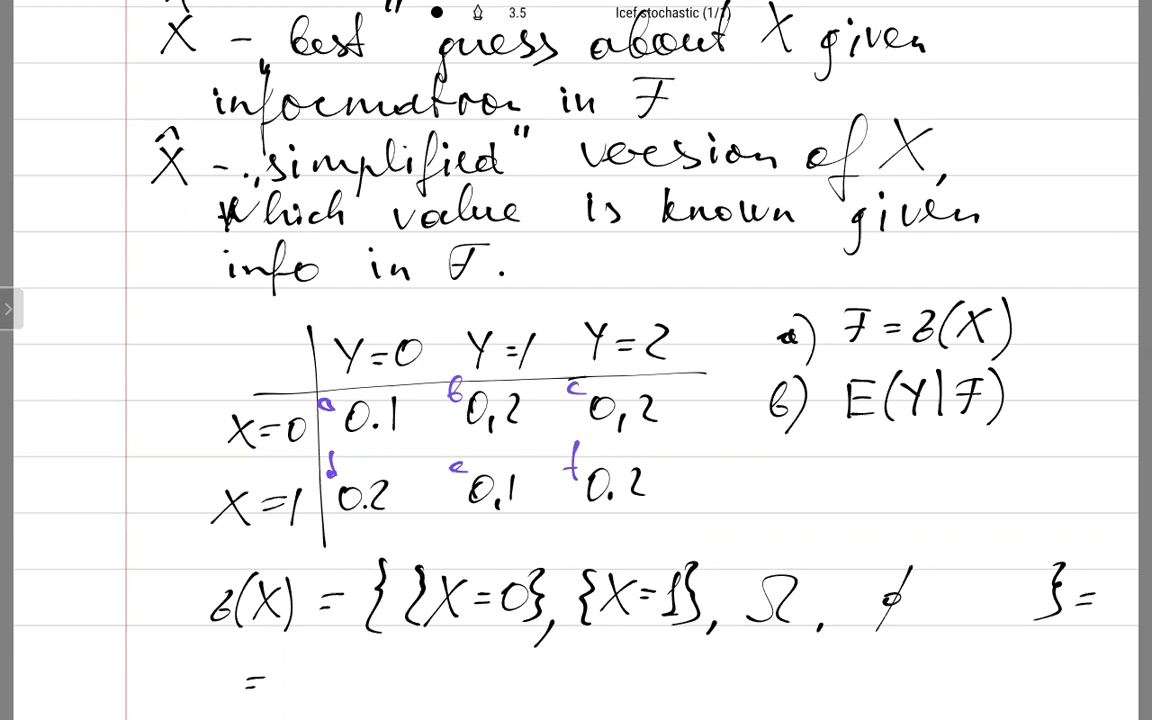 3.5 Icef stochastic (1/1)
X̂ - best "guess about X given
information in F
X̂ - „simplified" version of X,
which value is known given
info in F.
Y=0 Y=1 Y=2 a) F = σ(X)
X=0 a 0.1 b 0,2 c 0,2 b) E(Y|F)
X=1 d 0.2 e 0,1 f 0.2
σ(X) = { {X=0}, {X=1}, Ω, ∅ } =
=